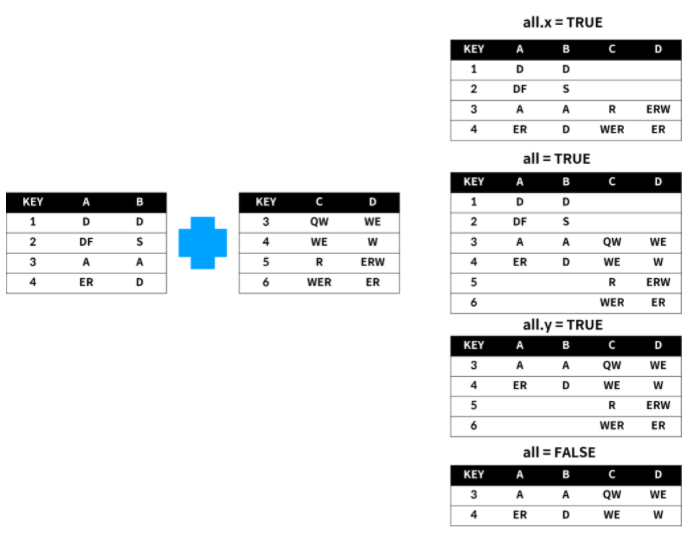 all.x = TRUE
KEY A B C D
1 D D
2 DF S
3 A A R ERW
4 ER D WER ER
all = TRUE
KEY A B C D
1 D D
2 DF S
3 A A QW WE
4 ER D WE W
5 R ERW
6 WER ER
KEY A B
1 D D
2 DF S
3 A A
4 ER D
KEY C D
3 QW WE
4 WE W
5 R ERW
6 WER ER
all.y = TRUE
KEY A B C D
3 A A QW WE
4 ER D WE W
5 R ERW
6 WER ER
all = FALSE
KEY A B C D
3 A A QW WE
4 ER D WE W